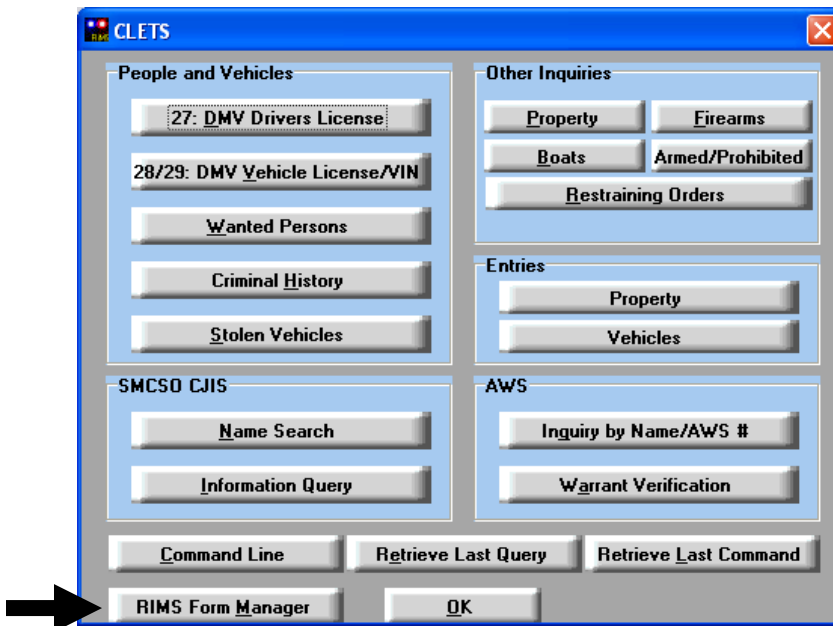 CLETS
People and Vehicles
27: DMV Drivers License
28/29: DMV Vehicle License/VIN
Wanted Persons
Criminal History
Stolen Vehicles
Other Inquiries
Property Firearms
Boats Armed/Prohibited
Restraining Orders
Entries
Property
Vehicles
SMCSO CJIS
Name Search
Information Query
AWS
Inquiry by Name/AWS #
Warrant Verification
Command Line Retrieve Last Query Retrieve Last Command
RIMS Form Manager OK